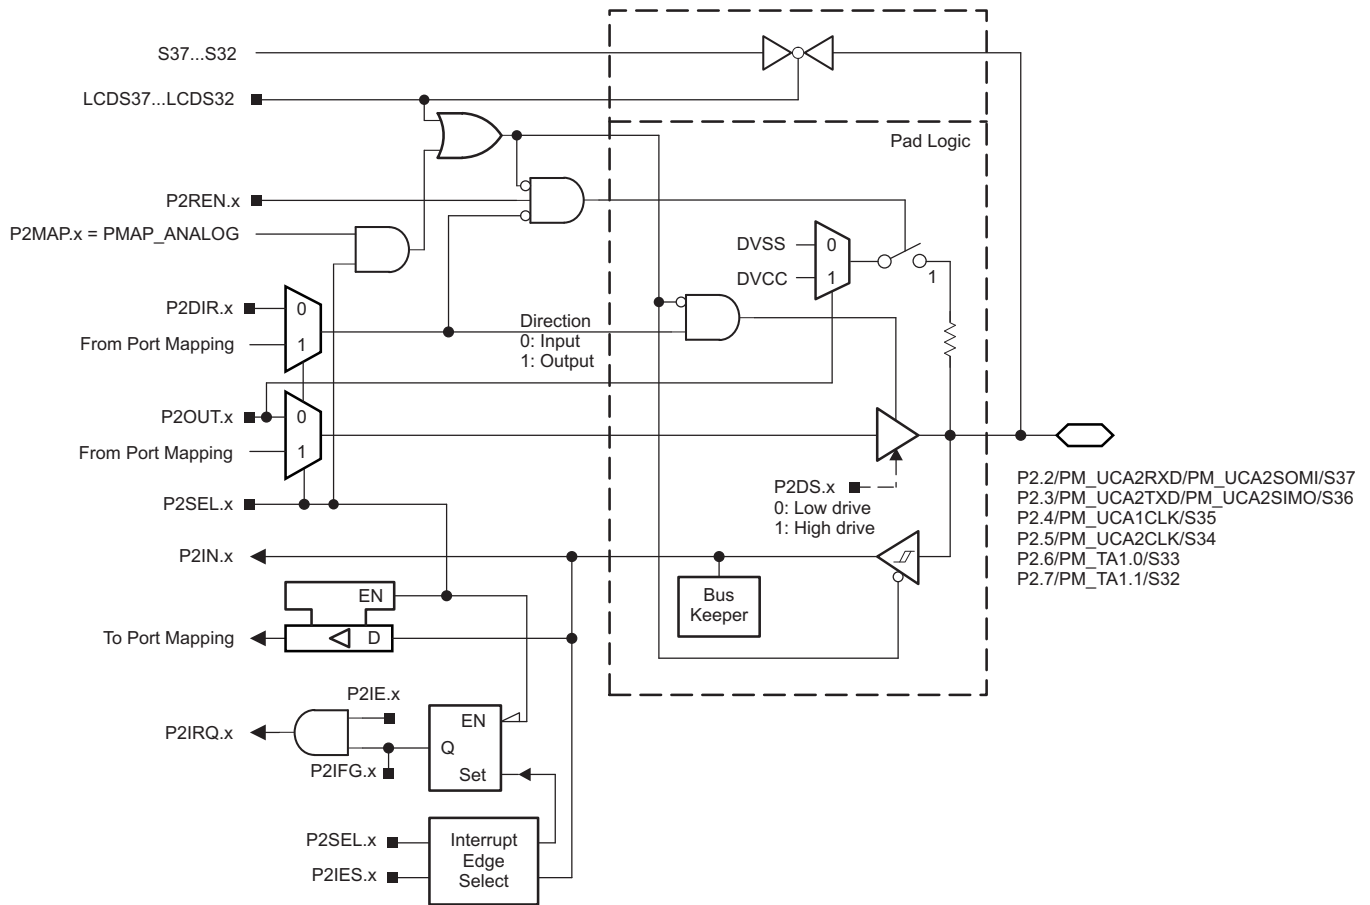 S37...S32
LCDS37...LCDS32
Pad Logic
P2REN.x
P2MAP.x = PMAP_ANALOG
DVSS
0
DVCC
1
1
P2DIR.x
0
From Port Mapping
1
Direction
0: Input
1: Output
P2OUT.x
0
From Port Mapping
1
P2SEL.x
P2DS.x
0: Low drive
1: High drive
P2.2/PM_UCA2RXD/PM_UCA2SOMI/S37
P2.3/PM_UCA2TXD/PM_UCA2SIMO/S36
P2.4/PM_UCA1CLK/S35
P2.5/PM_UCA2CLK/S34
P2.6/PM_TA1.0/S33
P2.7/PM_TA1.1/S32
P2IN.x
EN
Bus
Keeper
To Port Mapping
D
P2IE.x
EN
P2IRQ.x
Q
P2IFG.x
Set
P2SEL.x
P2IES.x
Interrupt
Edge
Select